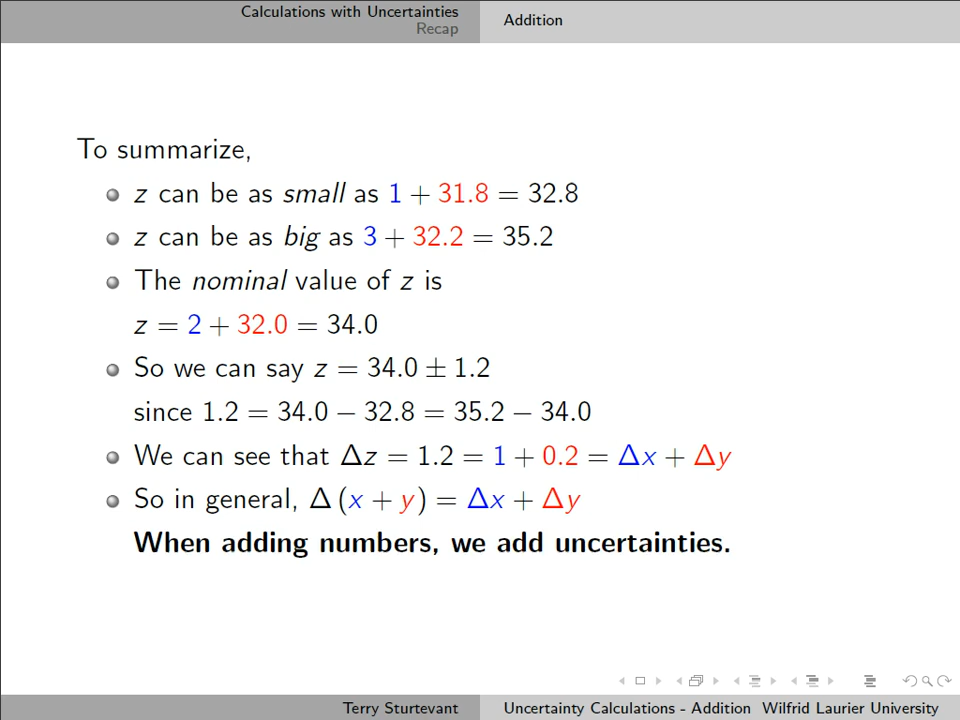 Calculations with Uncertainties
Recap
Addition
To summarize,
z can be as small as 1 + 31.8 = 32.8
z can be as big as 3 + 32.2 = 35.2
The nominal value of z is
z = 2 + 32.0 = 34.0
So we can say z = 34.0 ± 1.2
since 1.2 = 34.0 − 32.8 = 35.2 − 34.0
We can see that Δz = 1.2 = 1 + 0.2 = Δx + Δy
So in general, Δ (x + y) = Δx + Δy
When adding numbers, we add uncertainties.
Terry Sturtevant
Uncertainty Calculations - Addition Wilfrid Laurier University